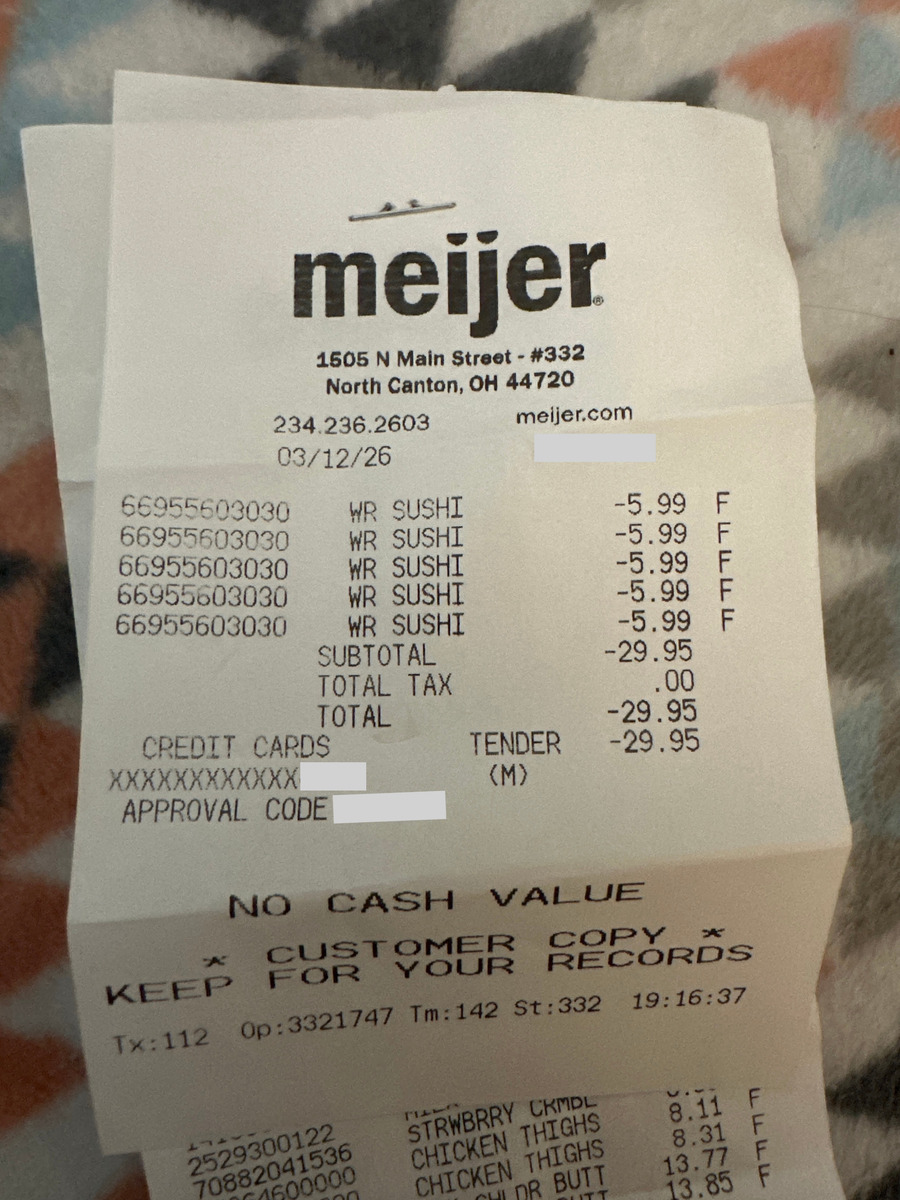 meijer®
1505 N Main Street - #332
North Canton, OH 44720
234.236.2603 meijer.com
03/12/26
66955603030 WR SUSHI -5.99 F
66955603030 WR SUSHI -5.99 F
66955603030 WR SUSHI -5.99 F
66955603030 WR SUSHI -5.99 F
66955603030 WR SUSHI -5.99 F
SUBTOTAL -29.95
TOTAL TAX .00
TOTAL -29.95
CREDIT CARDS TENDER -29.95
XXXXXXXXXXXX (M)
APPROVAL CODE
NO CASH VALUE
* CUSTOMER COPY *
KEEP FOR YOUR RECORDS
Tx:112 Op:3321747 Tm:142 St:332 19:16:37
2529300122 STRWBRRY CRMBL 8.11 F
70882041536 CHICKEN THIGHS 8.31 F
CHICKEN THIGHS 13.77 F
BUTT 13.85 F